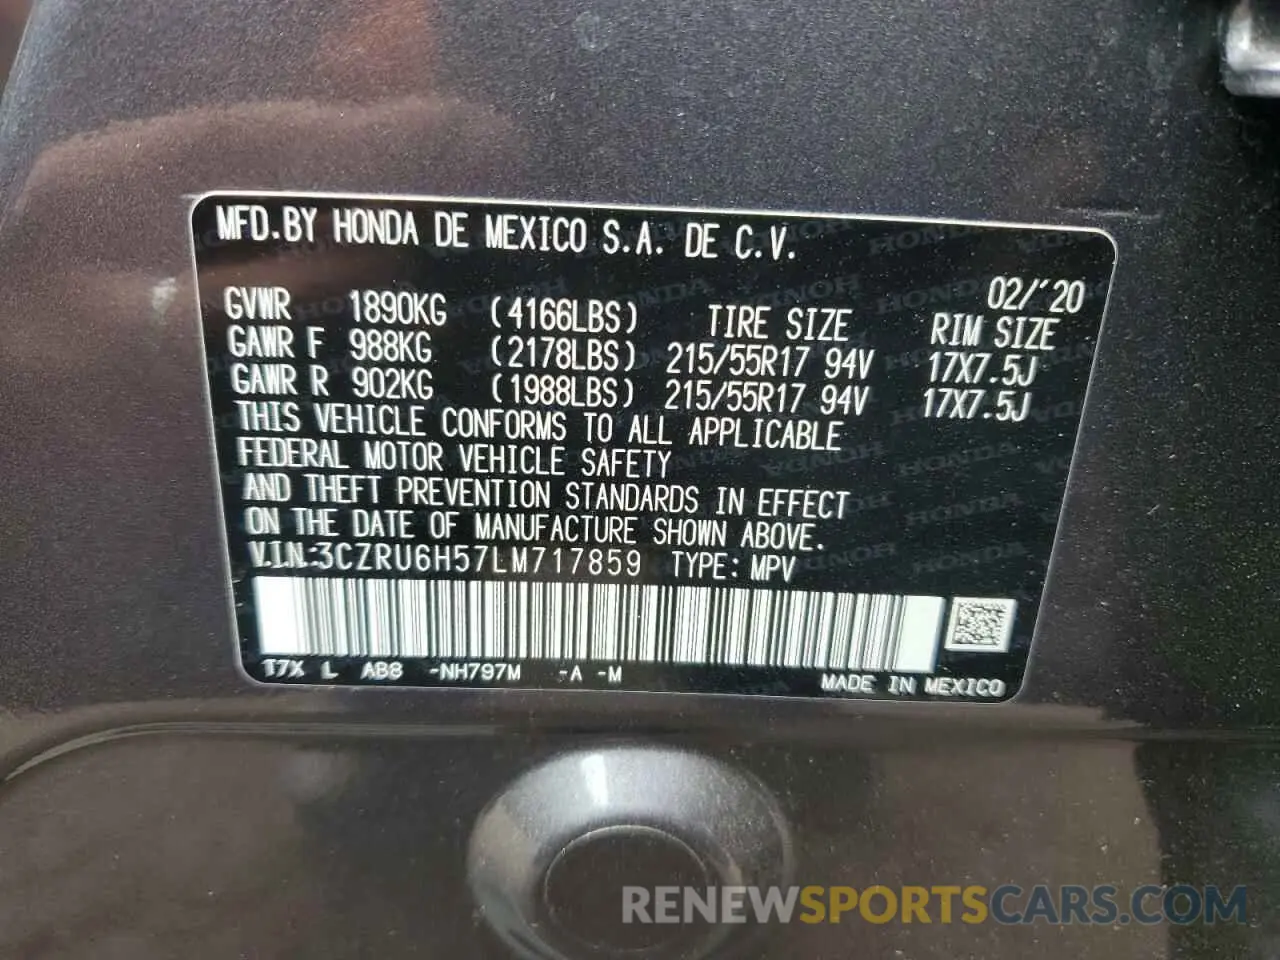 MFD.BY HONDA DE MEXICO S.A. DE C.V.
02/'20
GVWR 1890KG (4166LBS) TIRE SIZE RIM SIZE
GAWR F 988KG (2178LBS) 215/55R17 94V 17X7.5J
GAWR R 902KG (1988LBS) 215/55R17 94V 17X7.5J
THIS VEHICLE CONFORMS TO ALL APPLICABLE
FEDERAL MOTOR VEHICLE SAFETY
AND THEFT PREVENTION STANDARDS IN EFFECT
ON THE DATE OF MANUFACTURE SHOWN ABOVE.
V.I.N:3CZRU6H57LM717859 TYPE: MPV
T7X L AB8 -NH797M -A -M
MADE IN MEXICO
RENEWSPORTSCARS.COM